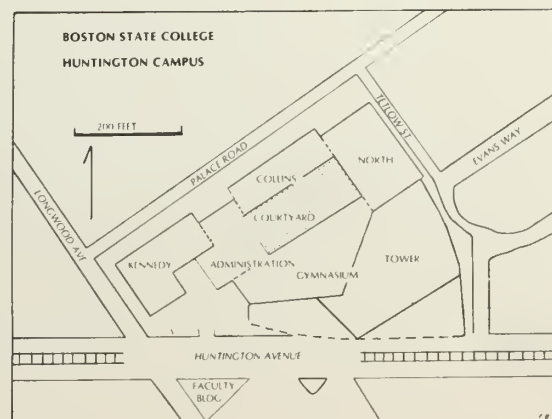 BOSTON STATE COLLEGE
HUNTINGTON CAMPUS
200 FEET
PALACE ROAD
TETLOW ST.
EVANS WAY
LONGWOOD AVE
COLLINS
NORTH
COURTYARD
KENNEDY
ADMINISTRATION
GYMNASIUM
TOWER
HUNTINGTON AVENUE
FACULTY
BLDG